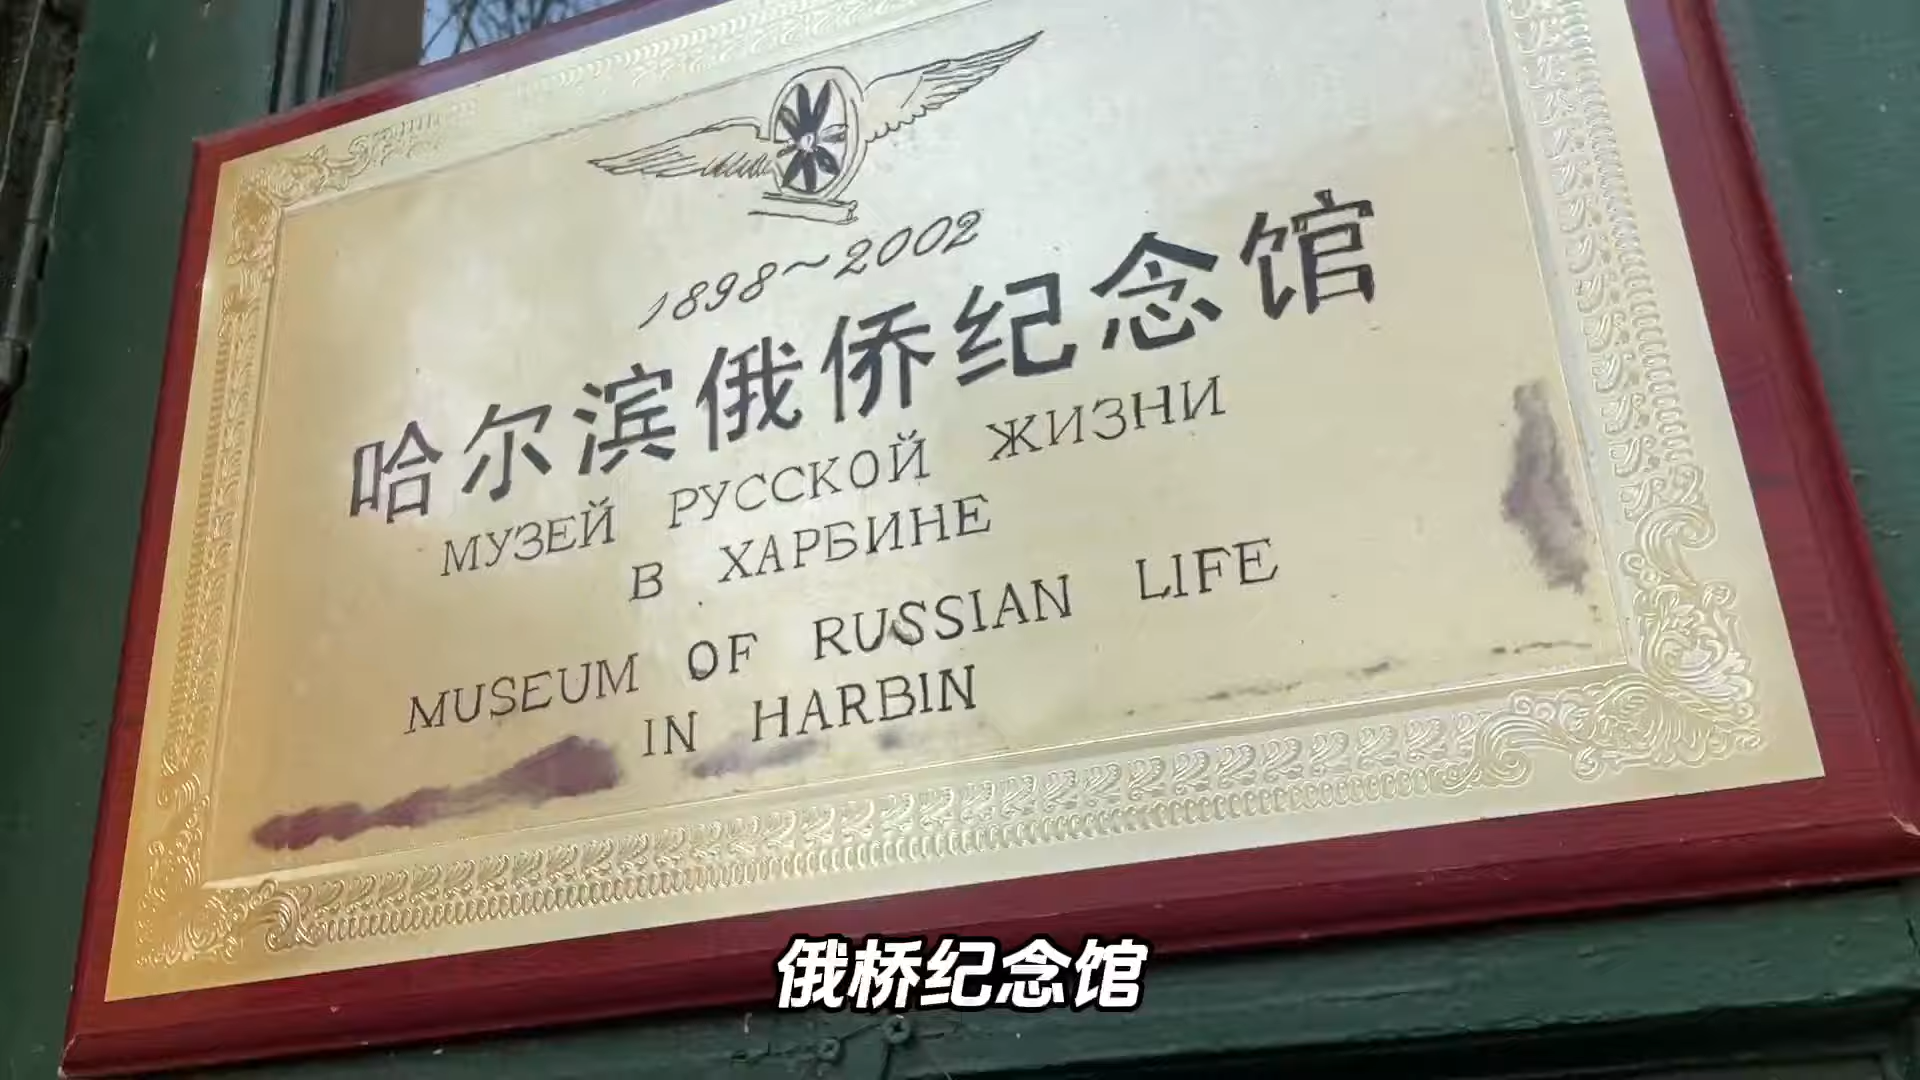 1898~2002
哈尔滨俄侨纪念馆
МУЗЕЙ РУССКОЙ ЖИЗНИ
В ХАРБИНЕ
MUSEUM OF RUSSIAN LIFE
IN HARBIN
俄桥纪念馆